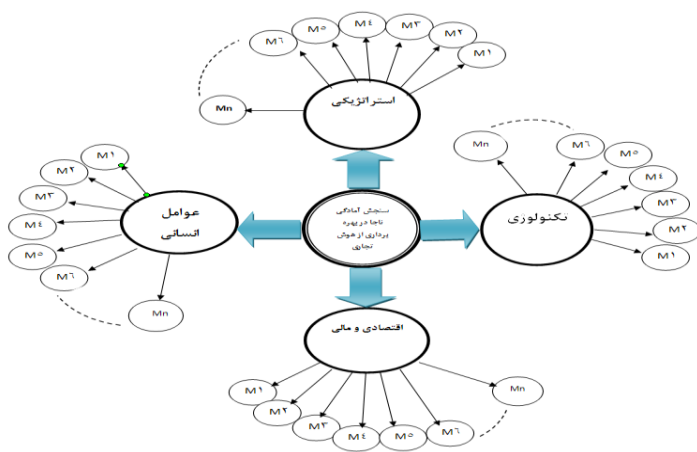 M۶
M۵
M۴
M۳
M۲
M۱
Mn
استراتژیکی
M۱
M۲
M۳
M۴
M۵
M۶
Mn
عوامل
انسانی
سنجش آمادگی
ناجا در بهره
برداری از هوش
تجاری
Mn
M۶
M۵
M۴
M۳
M۲
M۱
تکنولوژی
اقتصادی و مالی
M۱
M۲
M۳
M۴
M۵
M۶
Mn